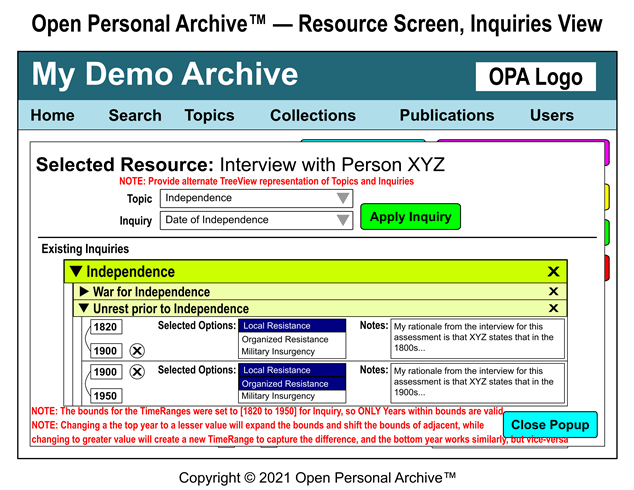 Open Personal Archive™ — Resource Screen, Inquiries View
My Demo Archive
OPA Logo
Home Search Topics Collections Publications Users
Selected Resource: Interview with Person XYZ
NOTE: Provide alternate TreeView representation of Topics and Inquiries
Topic Independence
Inquiry Date of Independence
Apply Inquiry
Existing Inquiries
Independence X
War for Independence X
Unrest prior to Independence X
1820 Selected Options: Local Resistance Notes: My rationale from the interview for this
Organized Resistance assessment is that XYZ states that in the
1900 X Military Insurgency 1800s...
1900 X Selected Options: Local Resistance Notes: My rationale from the interview for this
Organized Resistance assessment is that XYZ states that in the
1950 Military Insurgency 1900s...
NOTE: The bounds for the TimeRanges were set to [1820 to 1950] for Inquiry, so ONLY Years within bounds are valid
NOTE: Changing a the top year to a lesser value will expand the bounds and shift the bounds of adjacent, while
changing to greater value will create a new TimeRange to capture the difference, and the bottom year works similarly, but vice-versa
Close Popup
Copyright © 2021 Open Personal Archive™